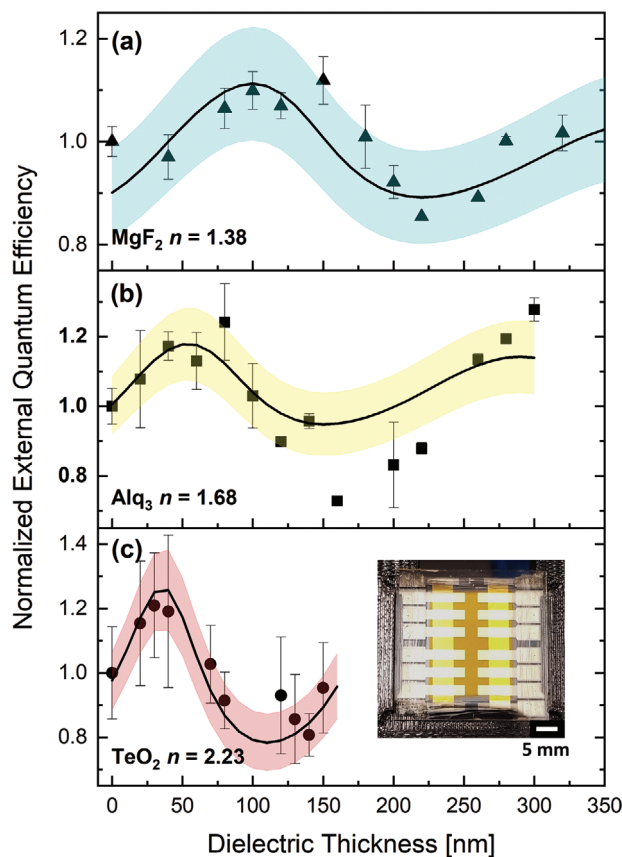 Normalized External Quantum Efficiency
(a)
1.2
1.0
0.8
MgF₂ n = 1.38
(b)
1.2
1.0
0.8
Alq₃ n = 1.68
(c)
1.4
1.2
1.0
0.8
TeO₂ n = 2.23
5 mm
0 50 100 150 200 250 300 350
Dielectric Thickness [nm]